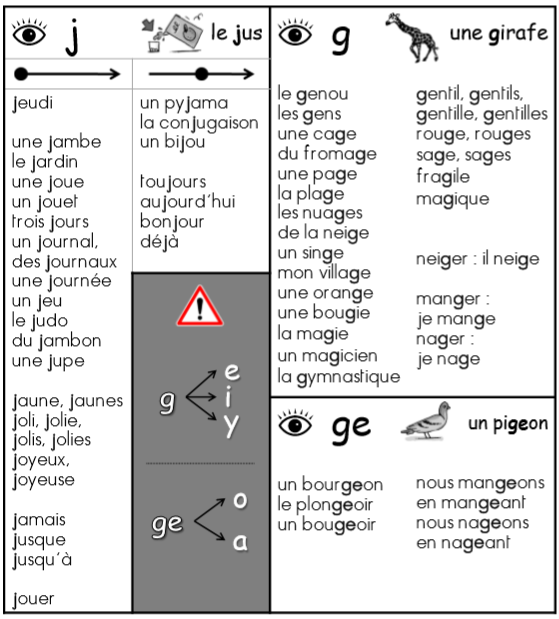 j
le jus
jeudi
une jambe
le jardin
une joue
un jouet
trois jours
un journal,
des journaux
une journée
un jeu
le judo
du jambon
une jupe
jaune, jaunes
joli, jolie,
jolis, jolies
joyeux,
joyeuse
jamais
jusque
jusqu'à
jouer
un pyjama
la conjugaison
un bijou
toujours
aujourd'hui
bonjour
déjà
!
g
e
i
y
ge
o
a
g
une girafe
le genou
les gens
une cage
du fromage
une page
la plage
les nuages
de la neige
un singe
mon village
une orange
une bougie
la magie
un magicien
la gymnastique
gentil, gentils,
gentille, gentilles
rouge, rouges
sage, sages
fragile
magique
neiger : il neige
manger :
je mange
nager :
je nage
ge
un pigeon
un bourgeon
le plongeoir
un bougeoir
nous mangeons
en mangeant
nous nageons
en nageant